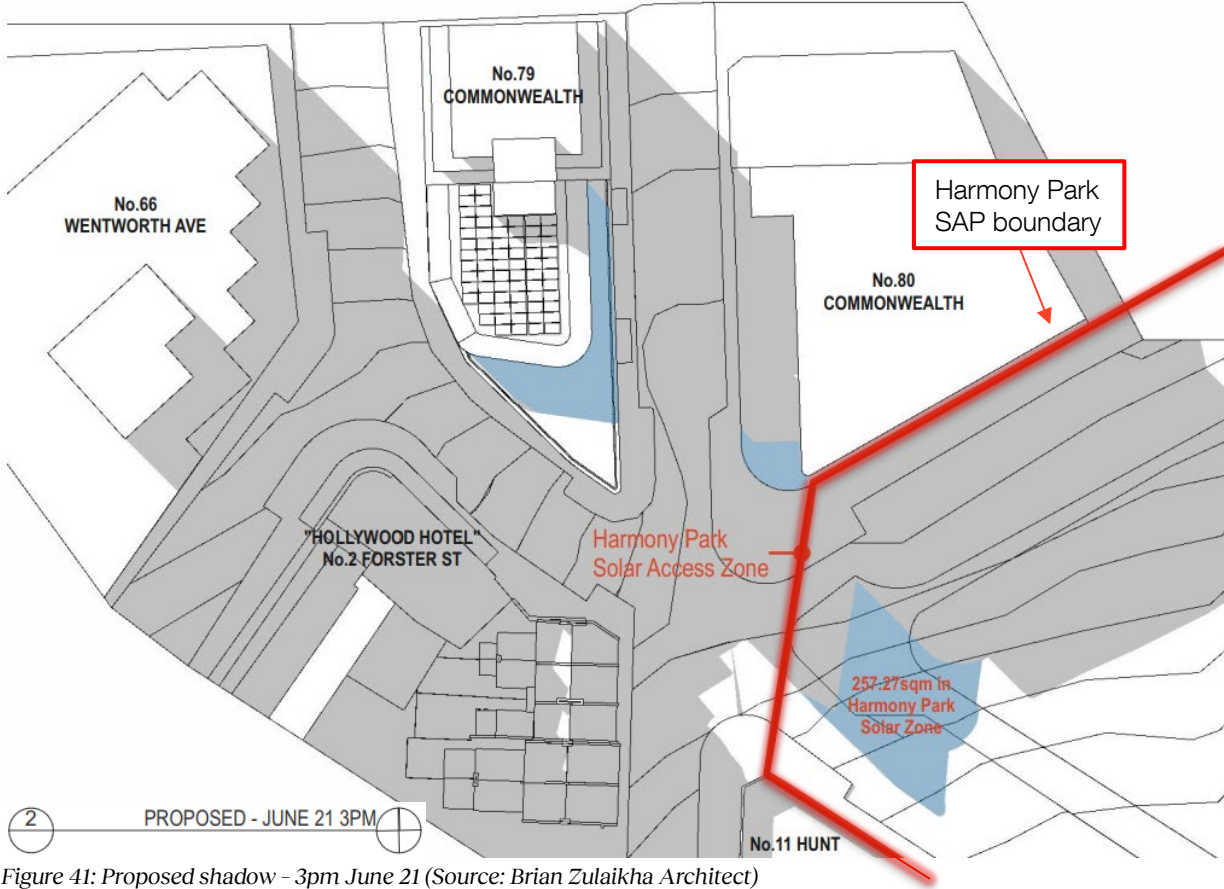 No.79
COMMONWEALTH
No.66
WENTWORTH AVE
Harmony Park
SAP boundary
No.80
COMMONWEALTH
"HOLLYWOOD HOTEL"
No.2 FORSTER ST
Harmony Park
Solar Access Zone
257.27sqm in
Harmony Park
Solar Zone
2
PROPOSED - JUNE 21 3PM
No.11 HUNT
Figure 41: Proposed shadow - 3pm June 21 (Source: Brian Zulaikha Architect)